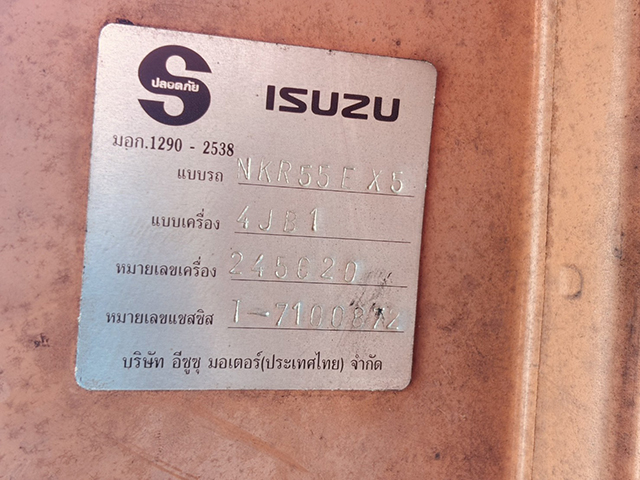 S
ปลอดภัย
ISUZU
มอก.1290 - 2538
แบบรถ NKR55E X5
แบบเครื่อง 4JB1
หมายเลขเครื่อง
หมายเลขแชสซิส
บริษัท อีซูซุ มอเตอร์(ประเทศไทย) จำกัด